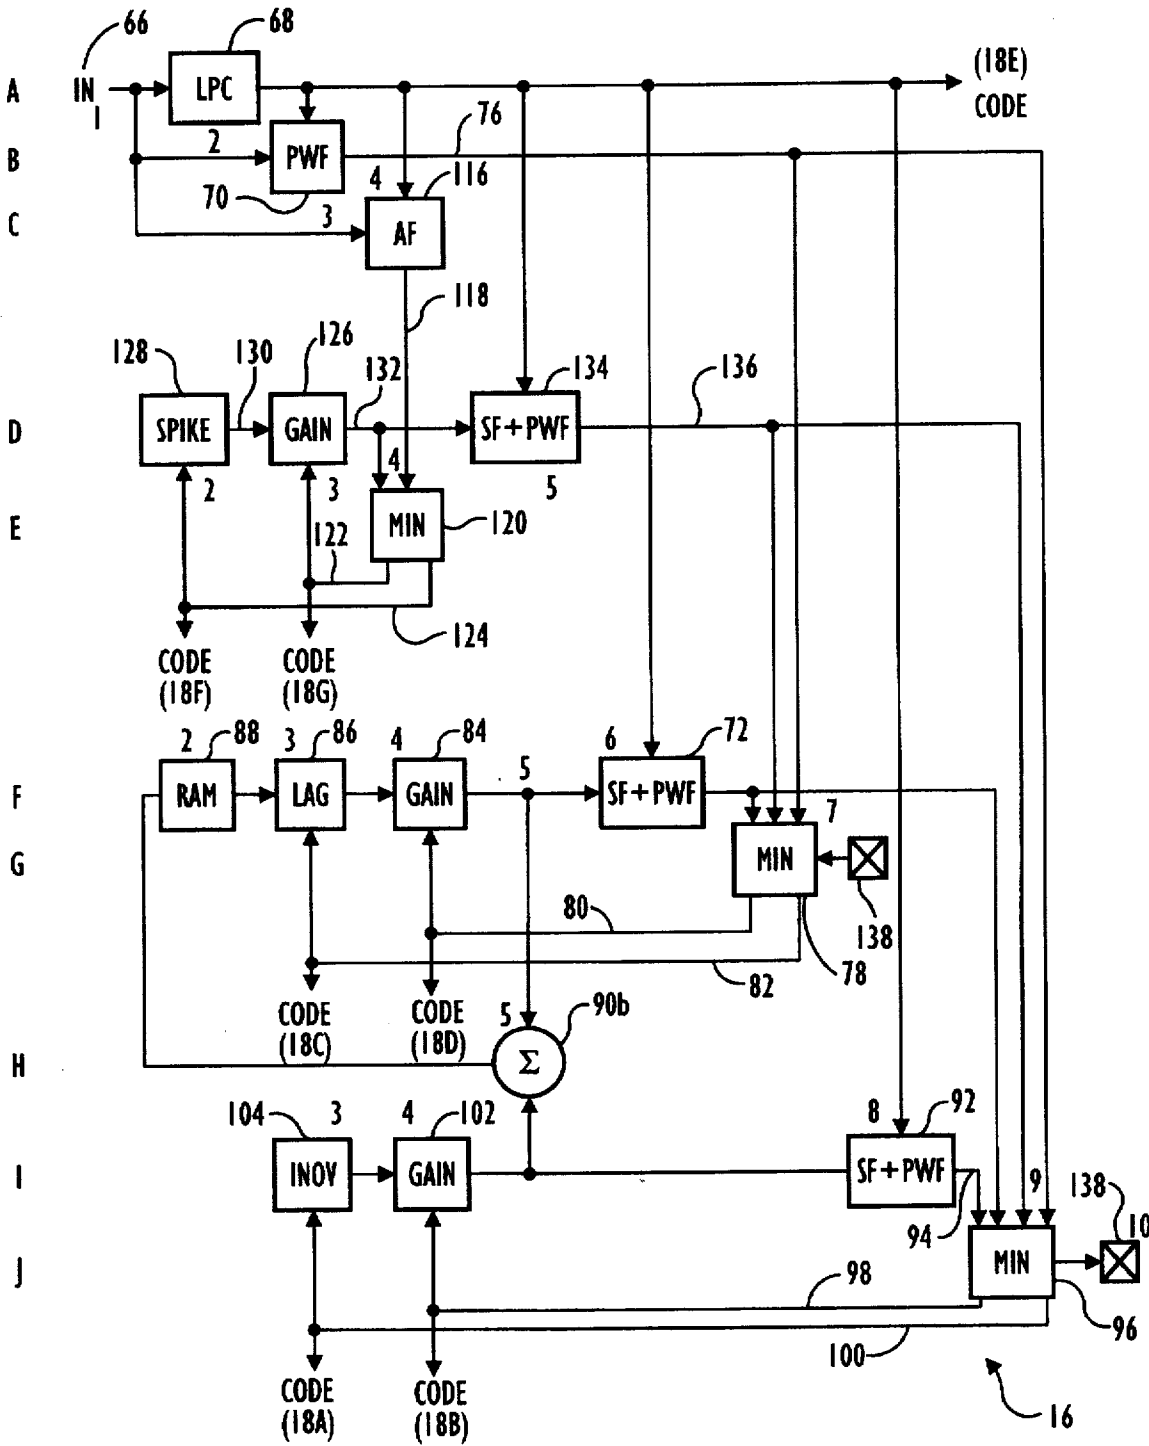 66
68
A
IN
1
LPC
(18E)
CODE
2
76
B
PWF
70
4
116
C
3
AF
118
128
130
126
132
134
136
D
SPIKE
GAIN
SF+PWF
2
3
4
5
E
122
MIN
120
124
CODE
(18F)
CODE
(18G)
2
88
3
86
4
84
5
6
72
F
RAM
LAG
GAIN
SF+PWF
7
G
MIN
138
80
82
78
CODE
(18C)
CODE
(18D)
5
90b
H
Σ
104
3
4
102
8
92
I
INOV
GAIN
SF+PWF
9
138
94
10
J
MIN
98
96
100
CODE
(18A)
CODE
(18B)
16